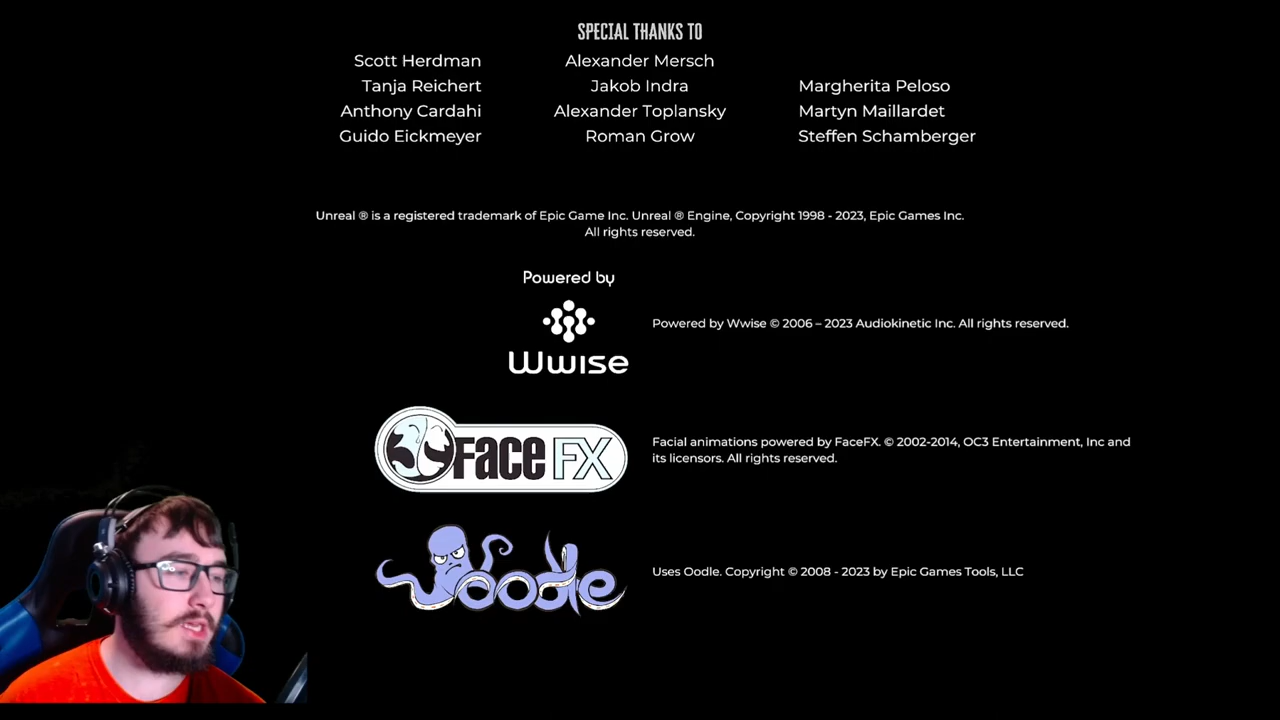 SPECIAL THANKS TO
Scott Herdman
Tanja Reichert
Anthony Cardahi
Guido Eickmeyer
Alexander Mersch
Jakob Indra
Alexander Toplansky
Roman Grow
Margherita Peloso
Martyn Maillardet
Steffen Schamberger
Unreal ® is a registered trademark of Epic Game Inc. Unreal ® Engine, Copyright 1998 - 2023, Epic Games Inc.
All rights reserved.
Powered by
Wwise
Powered by Wwise © 2006 – 2023 Audiokinetic Inc. All rights reserved.
FaceFX
Facial animations powered by FaceFX. © 2002-2014, OC3 Entertainment, Inc and
its licensors. All rights reserved.
Oodle
Uses Oodle. Copyright © 2008 - 2023 by Epic Games Tools, LLC